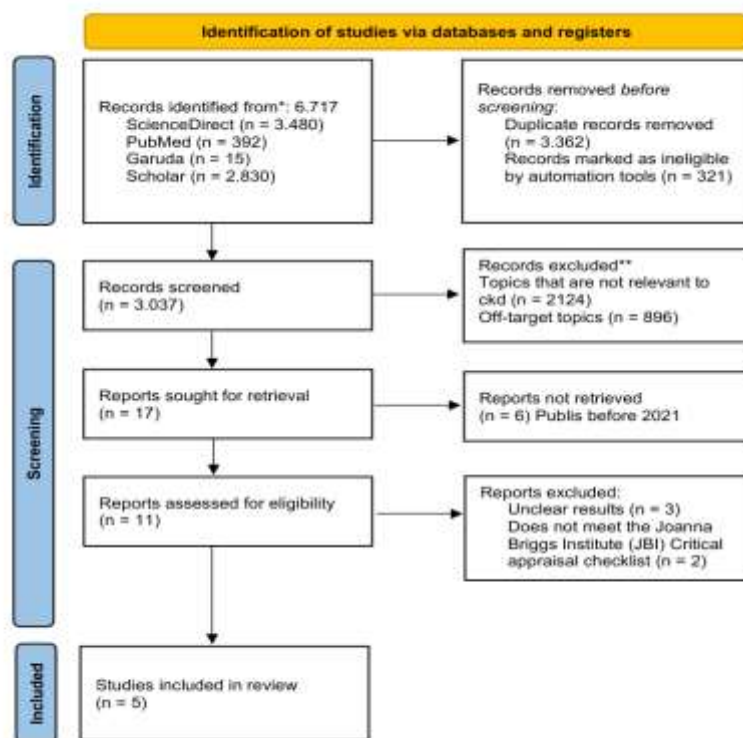 Identification of studies via databases and registers
Identification
Records identified from*: 6.717
ScienceDirect (n = 3.480)
PubMed (n = 392)
Garuda (n = 15)
Scholar (n = 2.830)
Records removed before
screening:
Duplicate records removed
(n = 3.362)
Records marked as ineligible
by automation tools (n = 321)
Screening
Records screened
(n = 3.037)
Records excluded**
Topics that are not relevant to
ckd (n = 2124)
Off-target topics (n = 896)
Reports sought for retrieval
(n = 17)
Reports not retrieved
(n = 6) Publis before 2021
Reports assessed for eligibility
(n = 11)
Reports excluded:
Unclear results (n = 3)
Does not meet the Joanna
Briggs Institute (JBI) Critical
appraisal checklist (n = 2)
Included
Studies included in review
(n = 5)